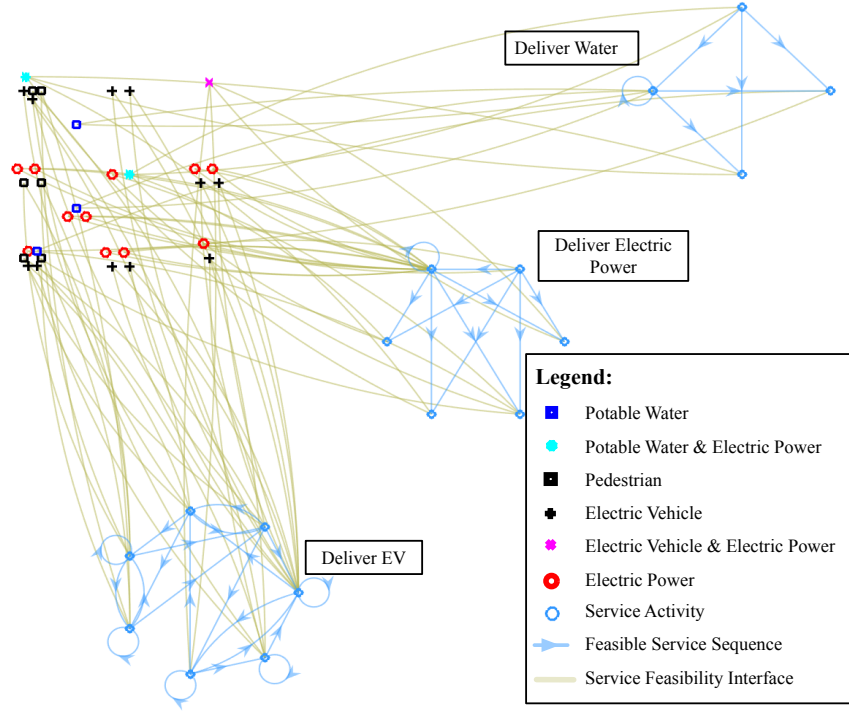 Deliver Water
Deliver Electric
Power
Deliver EV
Legend:
Potable Water
Potable Water & Electric Power
Pedestrian
Electric Vehicle
Electric Vehicle & Electric Power
Electric Power
Service Activity
Feasible Service Sequence
Service Feasibility Interface